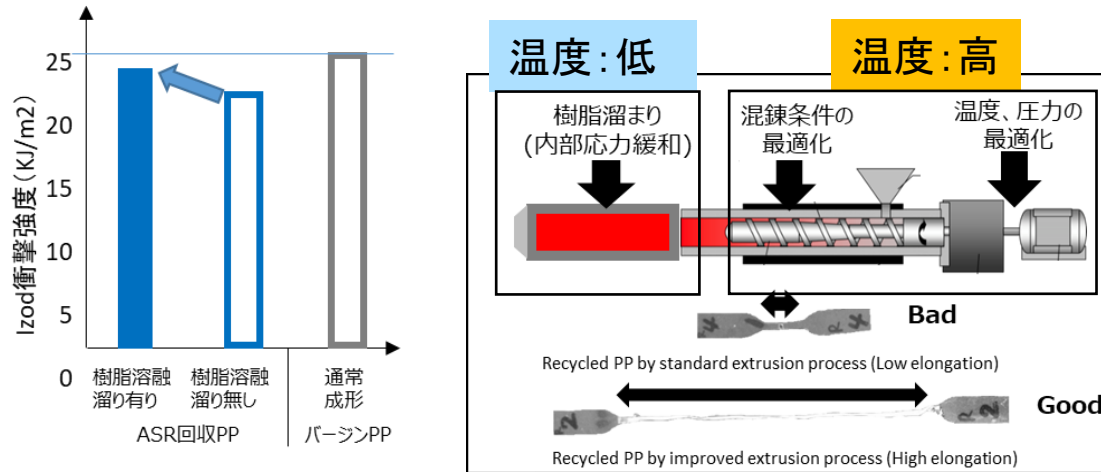 Izod衝撃強度(KJ/m2)
25
20
15
10
5
0
樹脂溶融
溜り有り
樹脂溶融
溜り無し
通常
成形
ASR回収PP
バージンPP
温度:低
温度:高
樹脂溜まり
(内部応力緩和)
混錬条件の
最適化
温度、圧力の
最適化
Bad
Recycled PP by standard extrusion process (Low elongation)
Good
Recycled PP by improved extrusion process (High elongation)